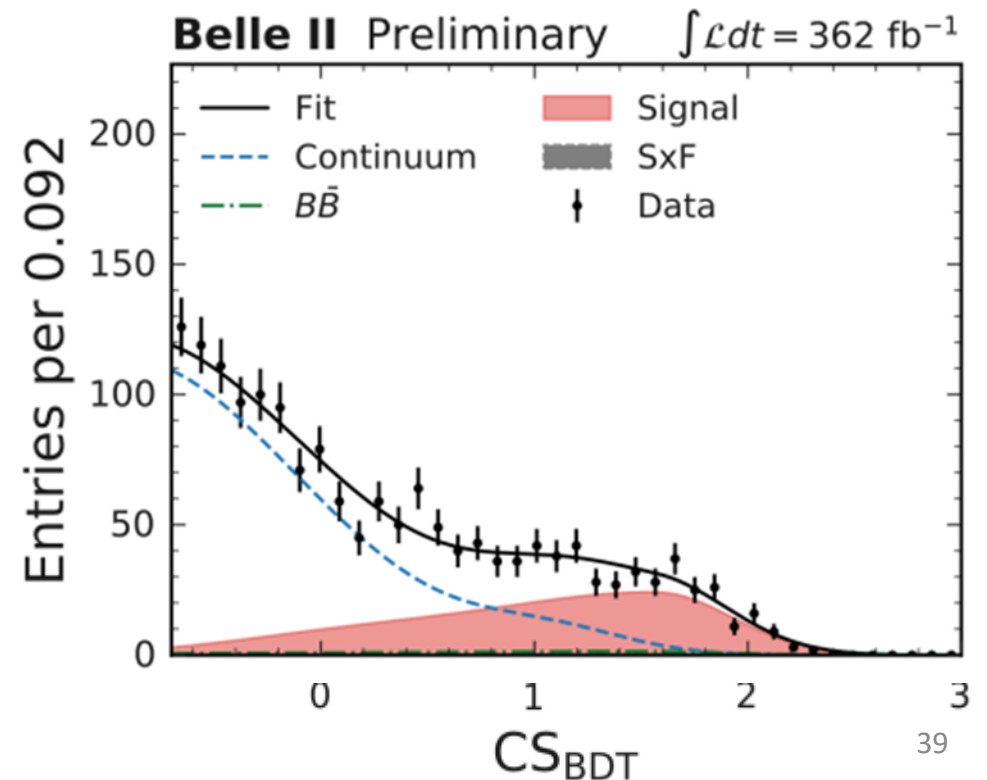 Belle II Preliminary ∫ℒdt = 362 fb⁻¹
Entries per 0.092
200
150
100
50
0
Fit
Continuum
BB̄
Signal
SxF
Data
0 1 2 3
CS_BDT
39